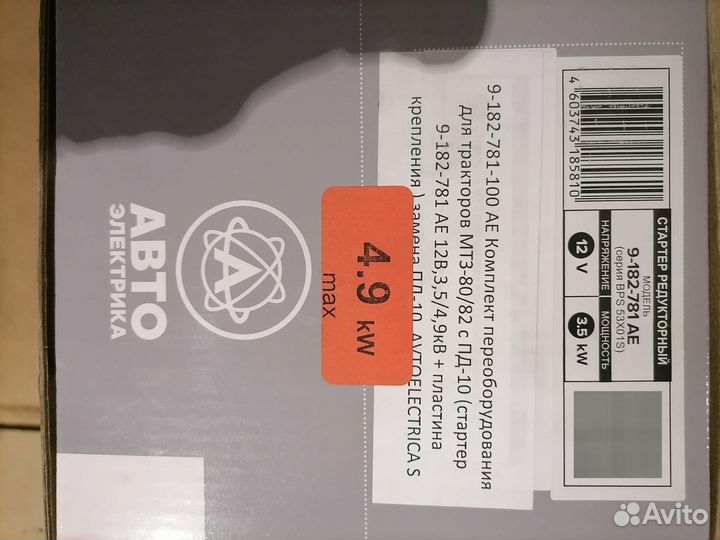 АВТО
ЭЛЕКТРИКА
4.9 kW
max
9-182-781-100 AE Комплект переоборудования
для тракторов МТЗ-80/82 с ПД-10 (стартер
9-182-781 AE 12В,3,5/4,9кВ + пластина
крепления ) замена ПД-10 AVTOELECTRICA S
4 603743 185810
СТАРТЕР РЕДУКТОРНЫЙ
МОДЕЛЬ
9-182-781 AE
(серия BPS 53X01S)
НАПРЯЖЕНИЕ
МОЩНОСТЬ
12 V
3.5 kW
Avito